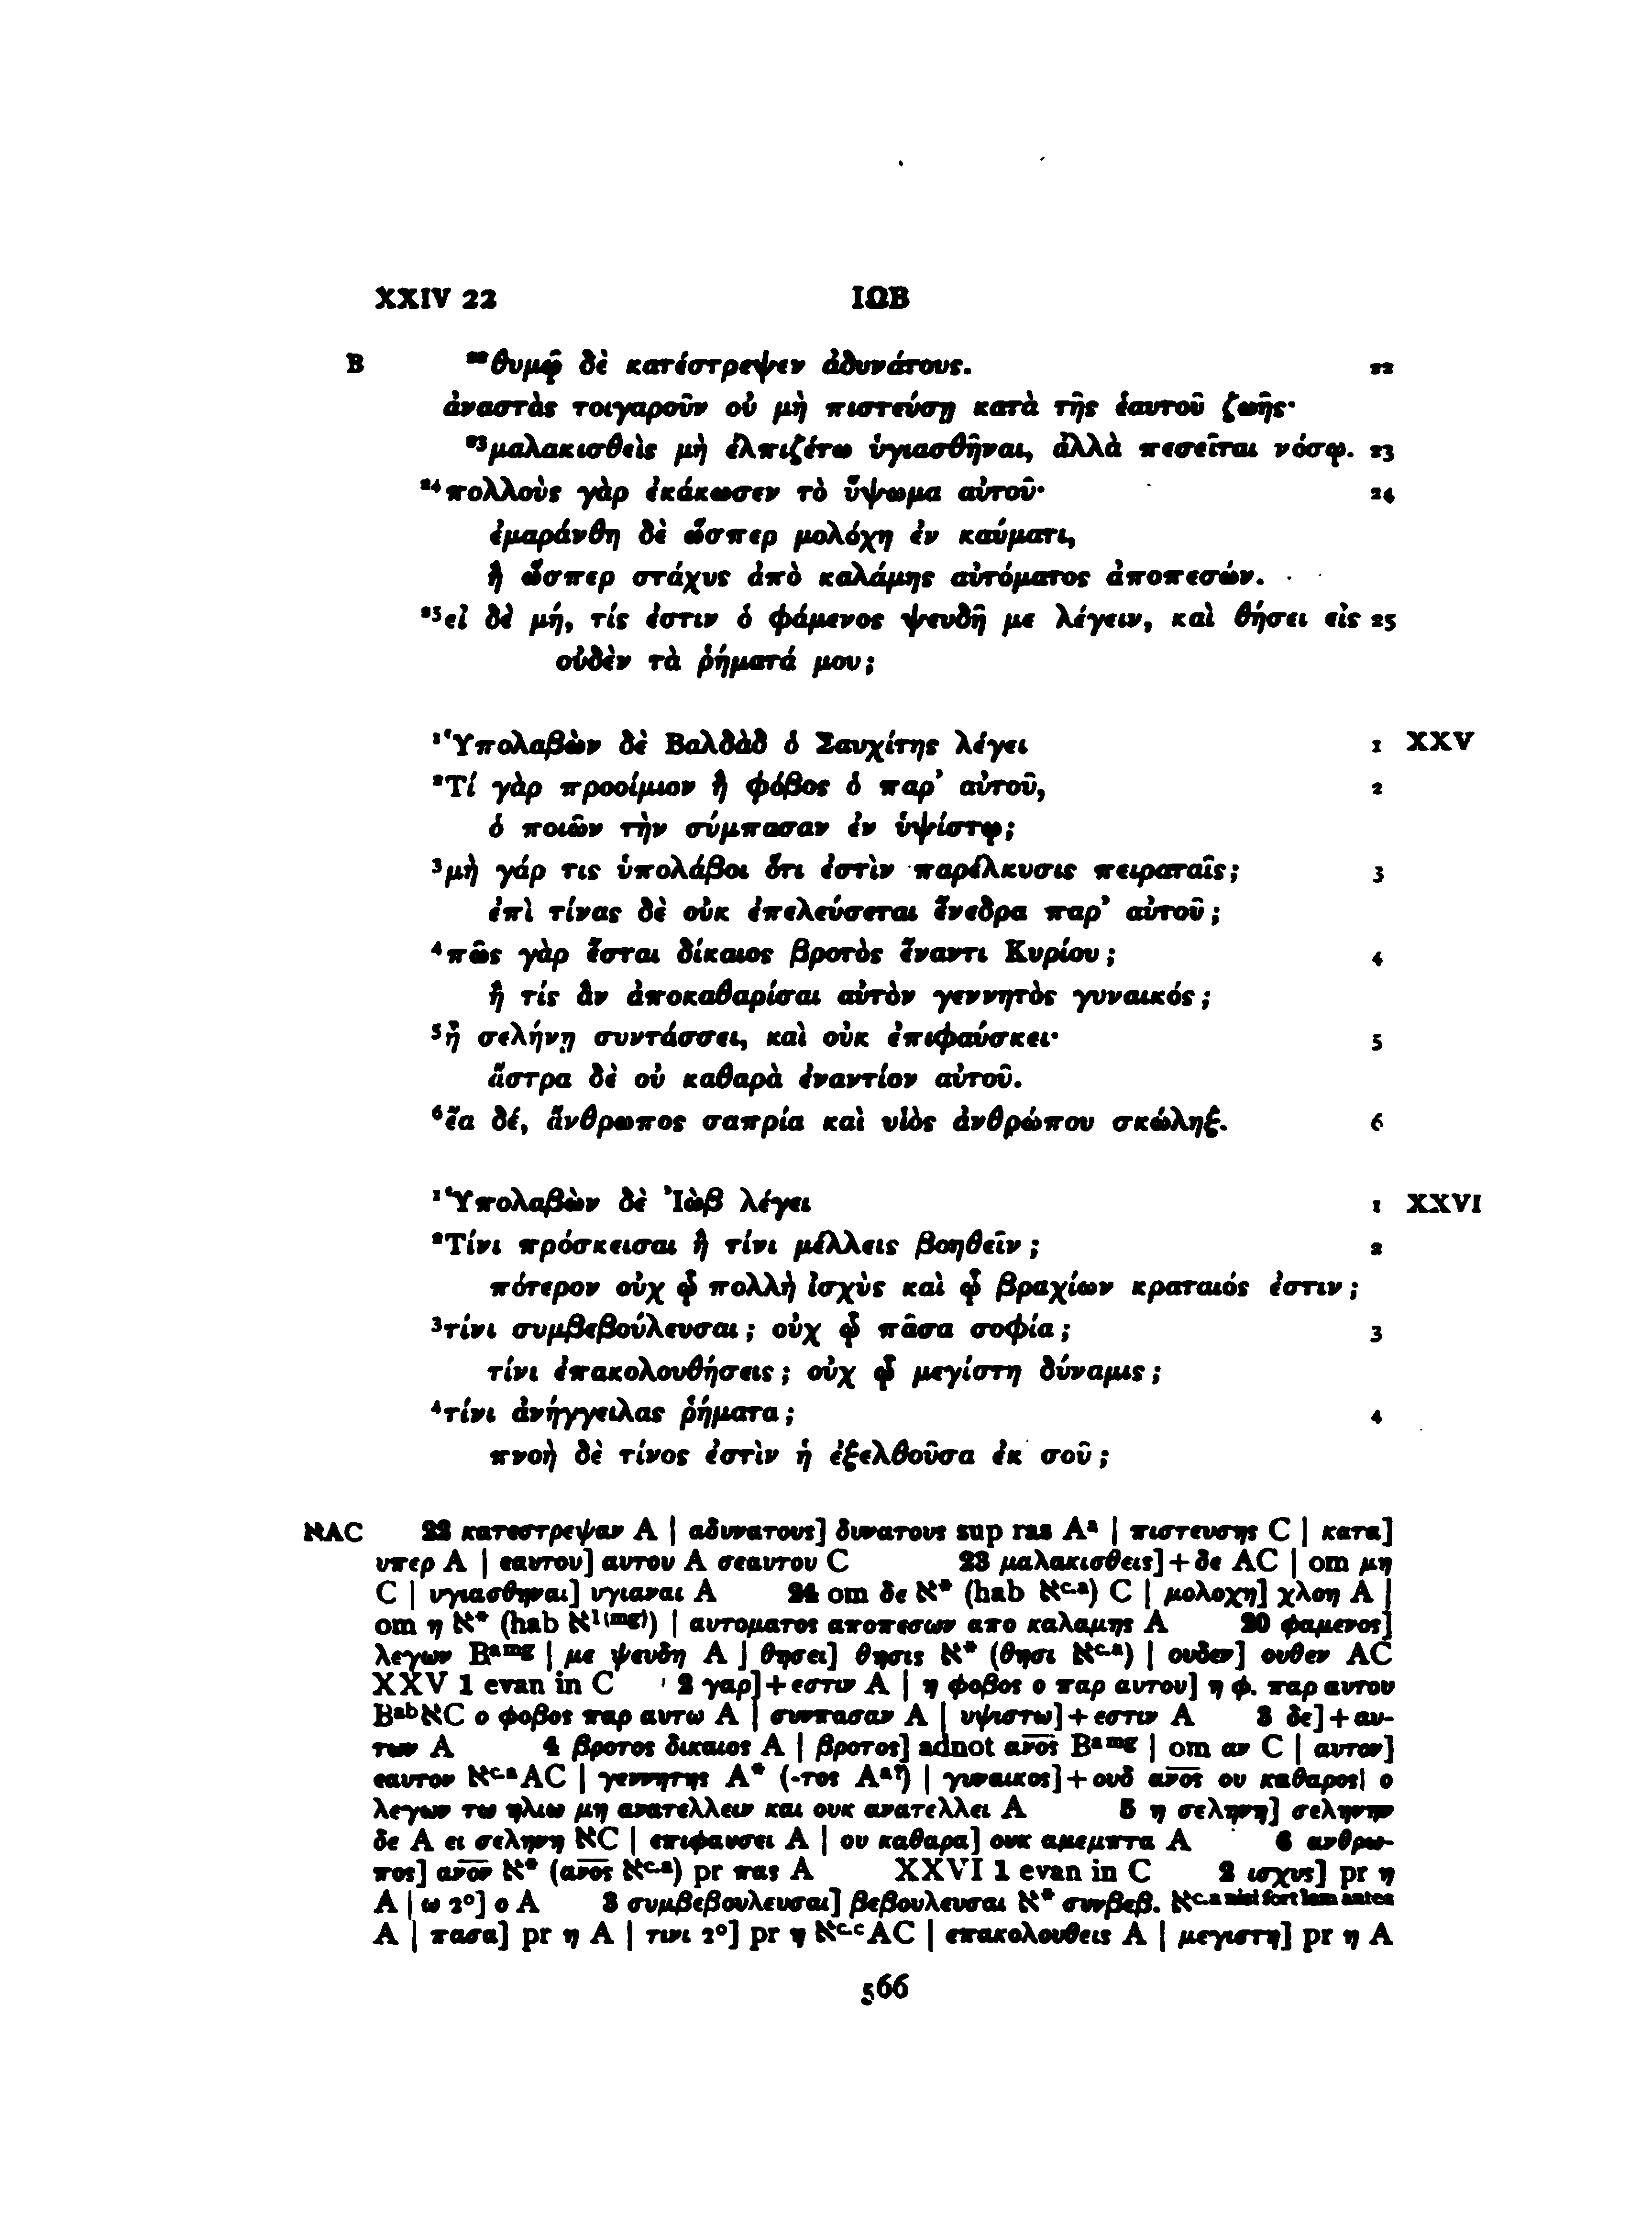 XXIV 22 ΙΩΒ
B ²²θυμῷ δὲ κατέστρεψεν ἀδυνάτους. 22
ἀναστὰς τοιγαροῦν οὐ μὴ πιστεύσῃ κατὰ τῆς ἑαυτοῦ ζωῆς·
²³μαλακισθεὶς μὴ ἐλπιζέτω ὑγιασθῆναι, ἀλλὰ πεσεῖται νόσῳ. 23
²⁴πολλοὺς γὰρ ἐκάκωσεν τὸ ὕψωμα αὐτοῦ· 24
ἐμαράνθη δὲ ὥσπερ μολόχη ἐν καύματι,
ἢ ὥσπερ στάχυς ἀπὸ καλάμης αὐτόματος ἀποπεσών.
²⁵εἰ δὲ μή, τίς ἐστιν ὁ φάμενος ψευδῆ με λέγειν, καὶ θήσει εἰς 25
οὐδὲν τὰ ῥήματά μου;
¹Ὑπολαβὼν δὲ Βαλδὰδ ὁ Σαυχίτης λέγει 1 XXV
²Τί γὰρ προοίμιον ἢ φόβος ὁ παρ’ αὐτοῦ, 2
ὁ ποιῶν τὴν σύμπασαν ἐν ὑψίστῳ;
³μὴ γάρ τις ὑπολάβοι ὅτι ἐστὶν παρέλκυσις πειραταῖς; 3
ἐπὶ τίνας δὲ οὐκ ἐπελεύσεται ἔνεδρα παρ’ αὐτοῦ;
⁴πῶς γὰρ ἔσται δίκαιος βροτὸς ἔναντι Κυρίου; 4
ἢ τίς ἂν ἀποκαθαρίσαι αὐτὸν γεννητὸς γυναικός;
⁵ᾗ σελήνῃ συντάσσει, καὶ οὐκ ἐπιφαύσκει· 5
ἄστρα δὲ οὐ καθαρὰ ἐναντίον αὐτοῦ.
⁶ἔα δέ, ἄνθρωπος σαπρία καὶ υἱὸς ἀνθρώπου σκώληξ. 6
¹Ὑπολαβὼν δὲ Ἰὼβ λέγει 1 XXVI
²Τίνι πρόσκεισαι ἢ τίνι μέλλεις βοηθεῖν; 2
πότερον οὐχ ᾧ πολλὴ ἰσχὺς καὶ ᾧ βραχίων κραταιός ἐστιν;
³τίνι συμβεβούλευσαι; οὐχ ᾧ πᾶσα σοφία; 3
τίνι ἐπακολουθήσεις; οὐχ ᾧ μεγίστη δύναμις;
⁴τίνι ἀνήγγειλας ῥήματα; 4
πνοὴ δὲ τίνος ἐστὶν ἡ ἐξελθοῦσα ἐκ σοῦ;
אAC 22 κατεστρεψαν A | αδυνατους] δυνατους sup ras Aᵃ | πιστευσης C | κατα]
υπερ A | εαυτου] αυτου A σεαυτου C 23 μαλακισθεις]+δε AC | om μη
C | υγιασθηναι] υγιαναι A 24 om δε א* (hab אᶜ·ᵃ) C | μολοχη] χλοη A |
om η א* (hab א¹⁽ᵐᵍ⁾) | αυτοματος αποπεσων απο καλαμης A 20 φαμενος]
λεγων Bᵃᵐᵍ | με ψευδη A | θησει] θησις א* (θησι אᶜ·ᵃ) | ουδεν] ουθεν AC
XXV 1 evan in C 2 γαρ]+εστιν A | η φοβος ο παρ αυτου] η φ. παρ αυτου
BᵃᵇאC ο φοβος παρ αυτω A | συνπασαν A | υψιστω]+εστιν A 3 δε]+αυ-
των A 4 βροτος δικαιος A | βροτος] adnot ανο̅ς̅ Bᵃᵐᵍ | om αν C | αυτον]
εαυτον אᶜ·ᵃAC | γεννητης A* (-τος Aᵃ?) | γυναικος]+ουδ ανο̅ς̅ ου καθαρος| ο
λεγων τω ηλιω μη ανατελλειν και ουκ ανατελλει A 5 η σεληνη] σεληνην
δε A ει σεληνη אC | επιφαυσει A | ου καθαρα] ουκ αμεμπτα A 6 ανθρω-
πος] ανο̅ν̅ א* (ανο̅ς̅ אᶜ·ᵃ) pr πας A XXVI 1 evan in C 2 ισχυς] pr η
A | ω 2°] ο A 3 συμβεβουλευσαι] βεβουλευσαι א* συνβεβ. אᶜ·ᵃ ⁿⁱˢⁱ ᶠᵒʳᵗ ⁱᵃᵐ ᵃⁿᵗᵉᵃ
A | πασα] pr η A | τινι 2°] pr η אᶜ·ᶜAC | επακολουθεις A | μεγιστη] pr η A
566